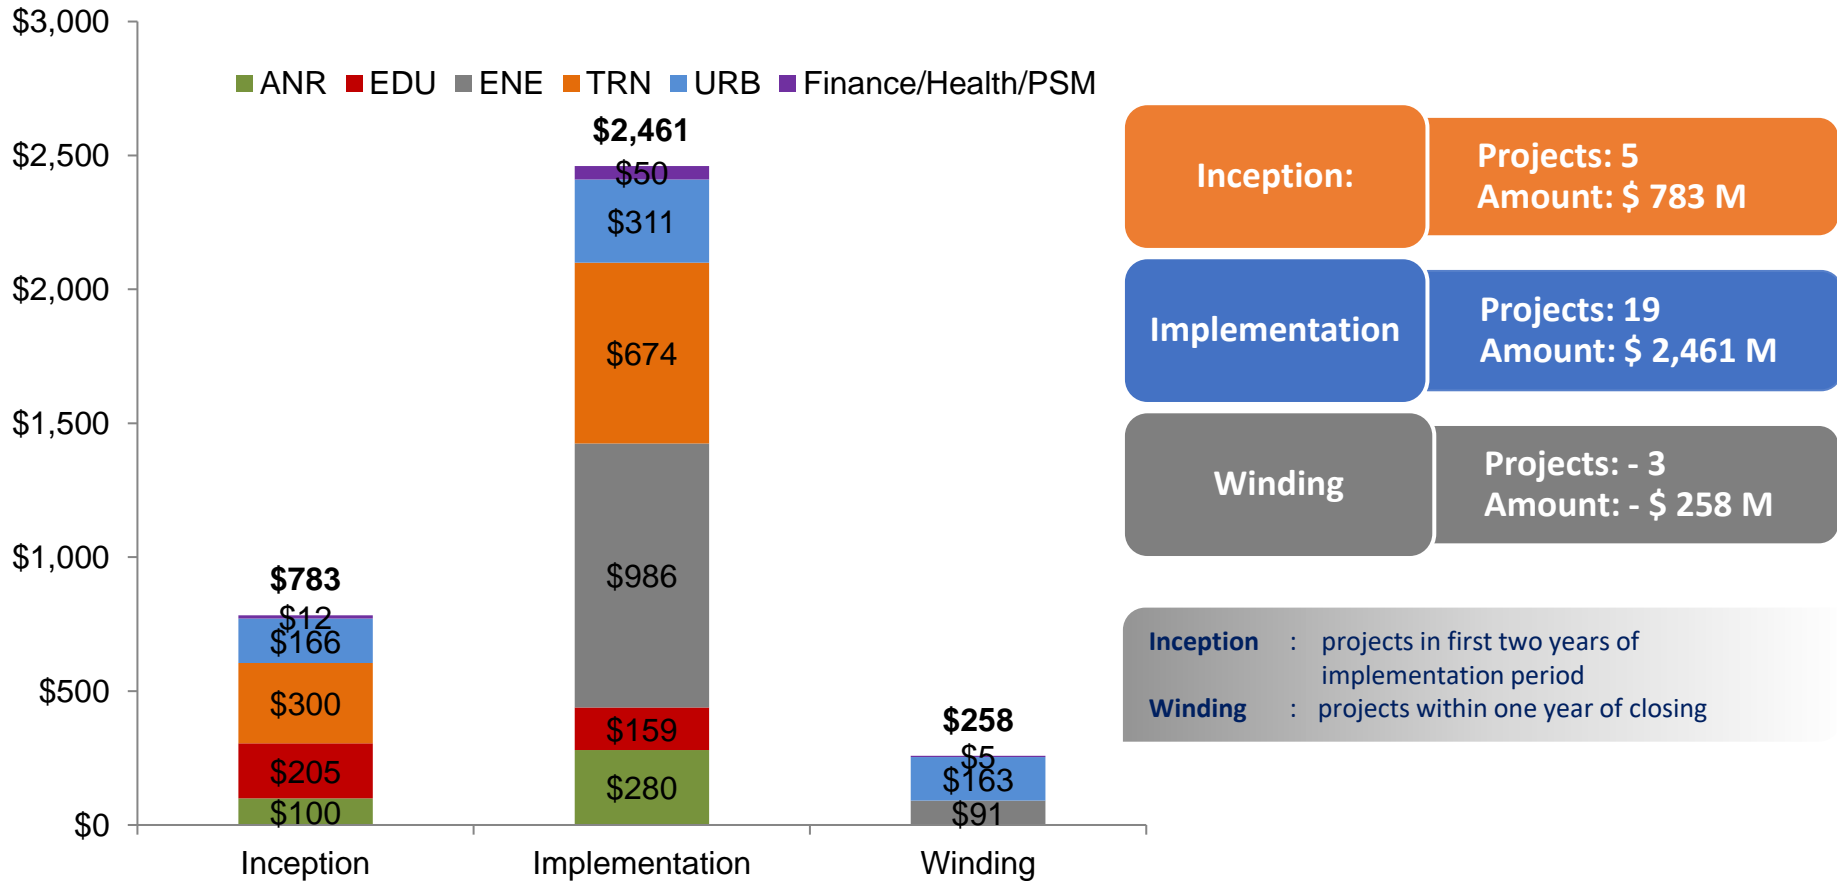 $3,000
$2,500
$2,000
$1,500
$1,000
$500
$0
ANR EDU ENE TRN URB Finance/Health/PSM
$783
$12
$166
$300
$205
$100
$2,461
$50
$311
$674
$986
$159
$280
$258
$5
$163
$91
Inception Implementation Winding
Inception:
Projects: 5
Amount: $ 783 M
Implementation
Projects: 19
Amount: $ 2,461 M
Winding
Projects: - 3
Amount: - $ 258 M
Inception : projects in first two years of
implementation period
Winding : projects within one year of closing